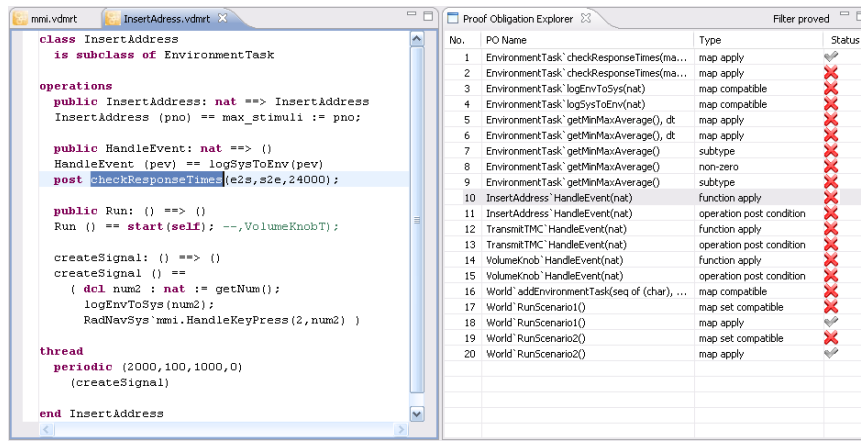 mmi.vdmrt
InsertAdress.vdmrt
class InsertAddress
is subclass of EnvironmentTask
operations
public InsertAddress: nat ==> InsertAddress
InsertAddress (pno) == max_stimuli := pno;
public HandleEvent: nat ==> ()
HandleEvent (pev) == logSysToEnv(pev)
post checkResponseTimes(e2s,s2e,24000);
public Run: () ==> ()
Run () == start(self); --,VolumeKnobT);
createSignal: () ==> ()
createSignal () ==
( dcl num2 : nat := getNum();
logEnvToSys(num2);
RadNavSys`mmi.HandleKeyPress(2,num2) )
thread
periodic (2000,100,1000,0)
(createSignal)
end InsertAddress
Proof Obligation Explorer
Filter proved
No. PO Name Type Status
1 EnvironmentTask`checkResponseTimes(ma... map apply
2 EnvironmentTask`checkResponseTimes(ma... map apply
3 EnvironmentTask`logEnvToSys(nat) map compatible
4 EnvironmentTask`logSysToEnv(nat) map compatible
5 EnvironmentTask`getMinMaxAverage(), dt map apply
6 EnvironmentTask`getMinMaxAverage(), dt map apply
7 EnvironmentTask`getMinMaxAverage() subtype
8 EnvironmentTask`getMinMaxAverage() non-zero
9 EnvironmentTask`getMinMaxAverage() subtype
10 InsertAddress`HandleEvent(nat) function apply
11 InsertAddress`HandleEvent(nat) operation post condition
12 TransmitTMC`HandleEvent(nat) function apply
13 TransmitTMC`HandleEvent(nat) operation post condition
14 VolumeKnob`HandleEvent(nat) function apply
15 VolumeKnob`HandleEvent(nat) operation post condition
16 World`addEnvironmentTask(seq of (char), ... map compatible
17 World`RunScenario1() map set compatible
18 World`RunScenario1() map apply
19 World`RunScenario2() map set compatible
20 World`RunScenario2() map apply